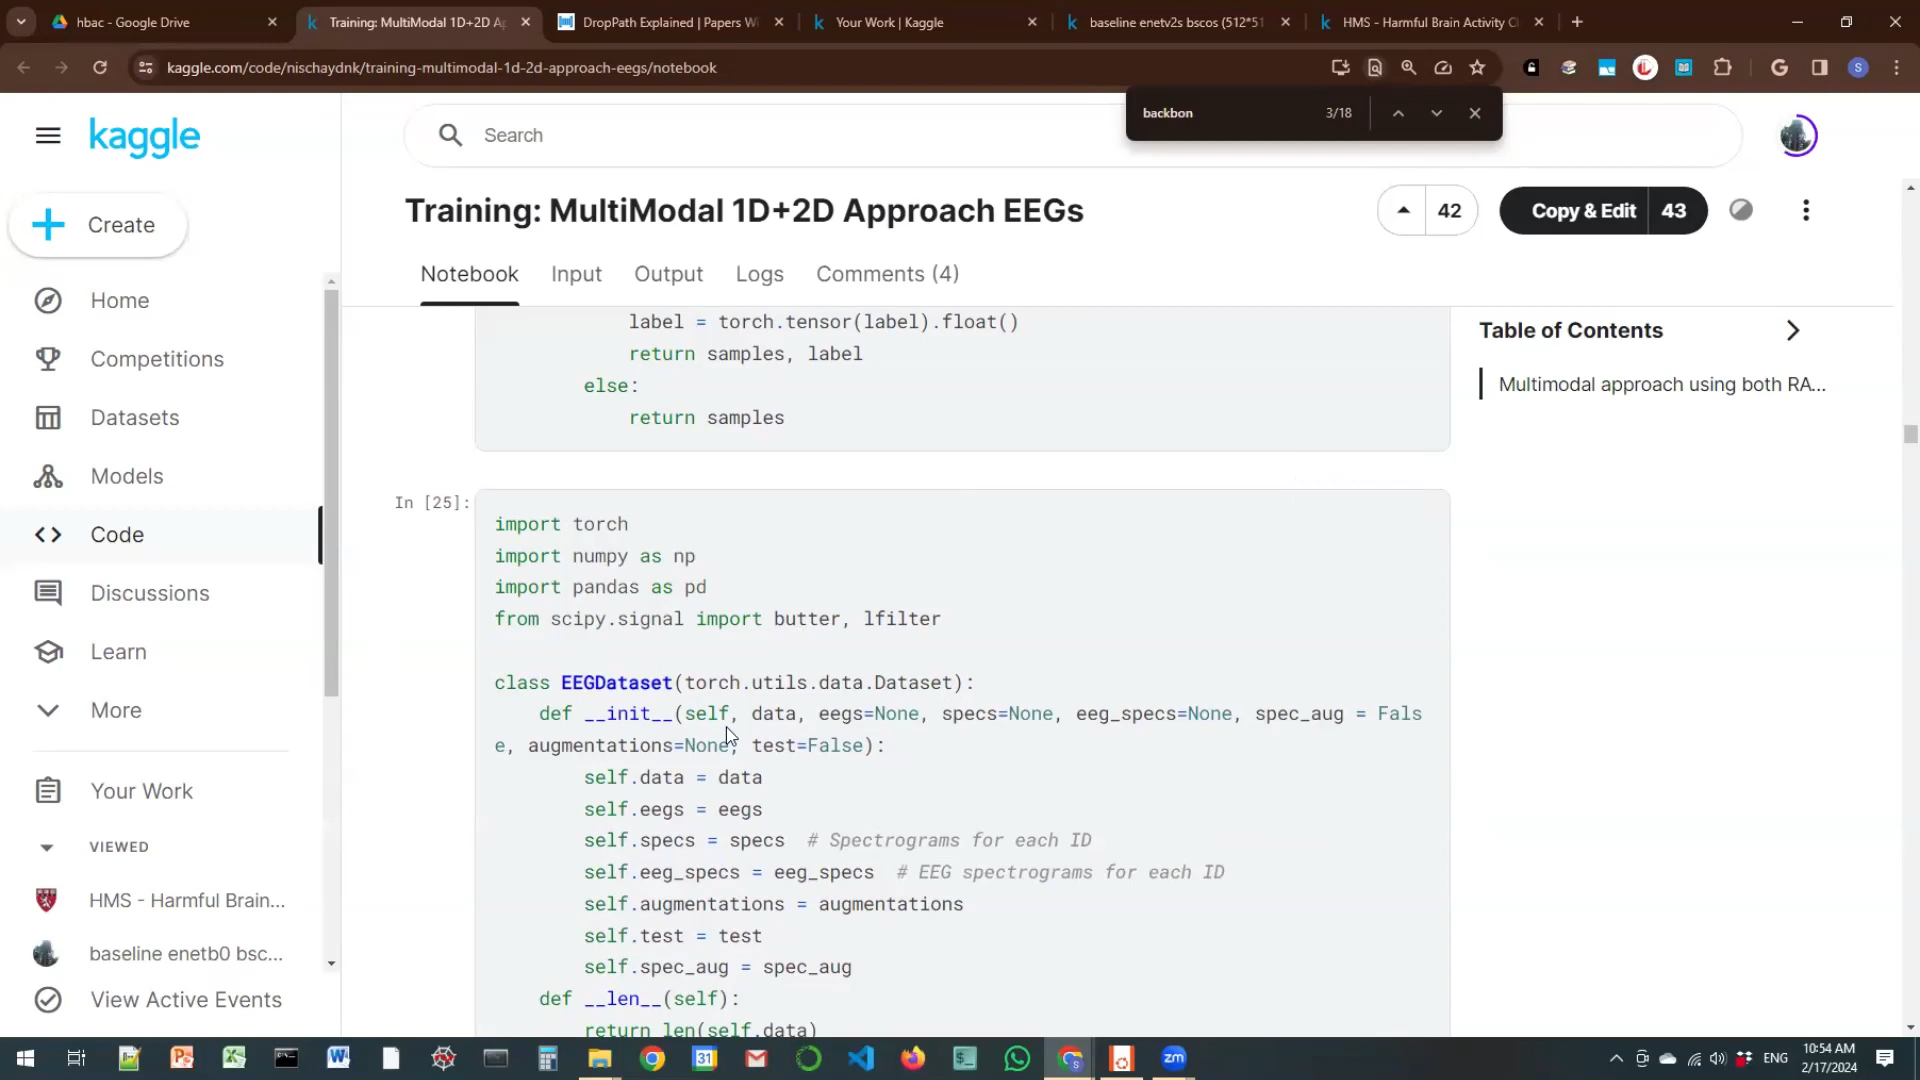 hbac - Google Drive
Training: MultiModal 1D+2D Ap
DropPath Explained | Papers Wi
Your Work | Kaggle
baseline enetv2s bscos (512*51
HMS - Harmful Brain Activity Cl
kaggle.com/code/nischaydnk/training-multimodal-1d-2d-approach-eegs/notebook
backbon
3/18
kaggle
Search
Training: MultiModal 1D+2D Approach EEGs
42
Copy & Edit
43
Notebook
Input
Output
Logs
Comments (4)
Create
Home
Competitions
Datasets
Models
Code
Discussions
Learn
More
Your Work
VIEWED
HMS - Harmful Brain...
baseline enetb0 bsc...
View Active Events
label = torch.tensor(label).float()
return samples, label
else:
return samples
Table of Contents
Multimodal approach using both RA...
In [25]:
import torch
import numpy as np
import pandas as pd
from scipy.signal import butter, lfilter
class EEGDataset(torch.utils.data.Dataset):
def __init__(self, data, eegs=None, specs=None, eeg_specs=None, spec_aug = Fals
e, augmentations=None, test=False):
self.data = data
self.eegs = eegs
self.specs = specs # Spectrograms for each ID
self.eeg_specs = eeg_specs # EEG spectrograms for each ID
self.augmentations = augmentations
self.test = test
self.spec_aug = spec_aug
def __len__(self):
return len(self.data)
ENG
10:54 AM
2/17/2024